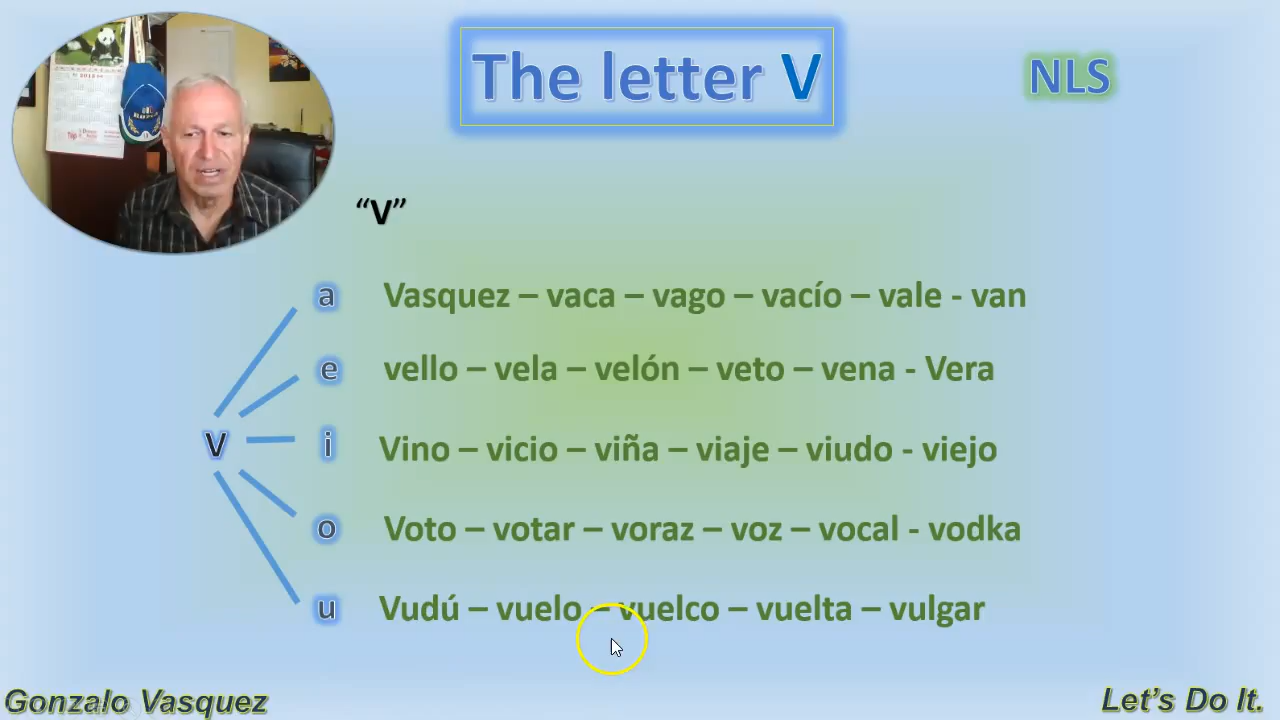 The letter V
NLS
“V”
a Vasquez – vaca – vago – vacío – vale - van
e vello – vela – velón – veto – vena - Vera
V i Vino – vicio – viña – viaje – viudo - viejo
o Voto – votar – voraz – voz – vocal - vodka
u Vudú – vuelo – vuelco – vuelta – vulgar
Gonzalo Vasquez
Let’s Do It.